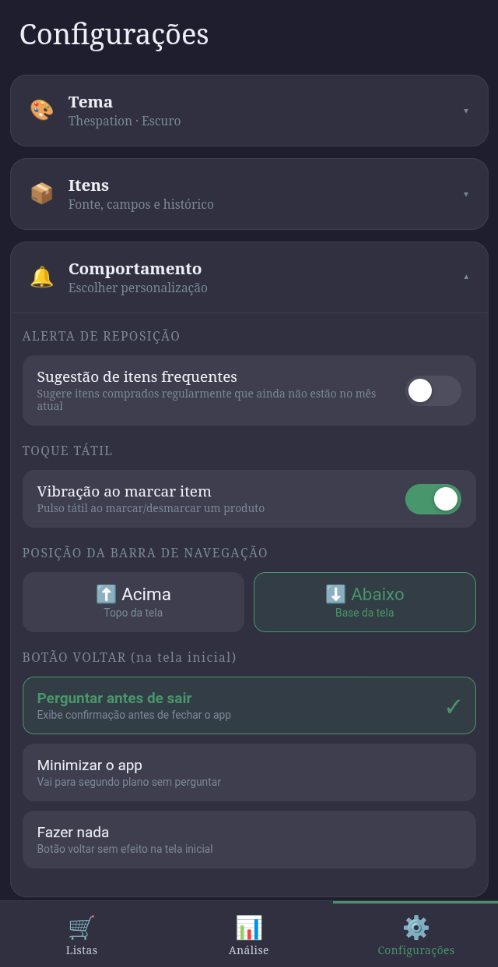 Configurações
Tema
Thespation · Escuro
Itens
Fonte, campos e histórico
Comportamento
Escolher personalização
ALERTA DE REPOSIÇÃO
Sugestão de itens frequentes
Sugere itens comprados regularmente que ainda não estão no mês
atual
TOQUE TÁTIL
Vibração ao marcar item
Pulso tátil ao marcar/desmarcar um produto
POSIÇÃO DA BARRA DE NAVEGAÇÃO
⬆️ Acima
Topo da tela
⬇️ Abaixo
Base da tela
BOTÃO VOLTAR (na tela inicial)
Perguntar antes de sair
Exibe confirmação antes de fechar o app
Minimizar o app
Vai para segundo plano sem perguntar
Fazer nada
Botão voltar sem efeito na tela inicial
Listas
Análise
Configurações